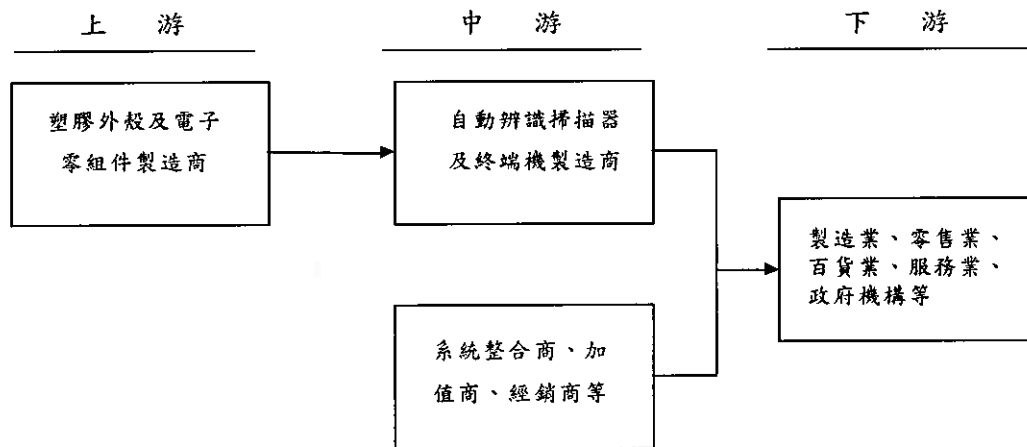 上 游
中 游
下 游
塑膠外殼及電子
零組件製造商
自動辨識掃描器
及終端機製造商
製造業、零售業、
百貨業、服務業、
政府機構等
系統整合商、加
值商、經銷商等